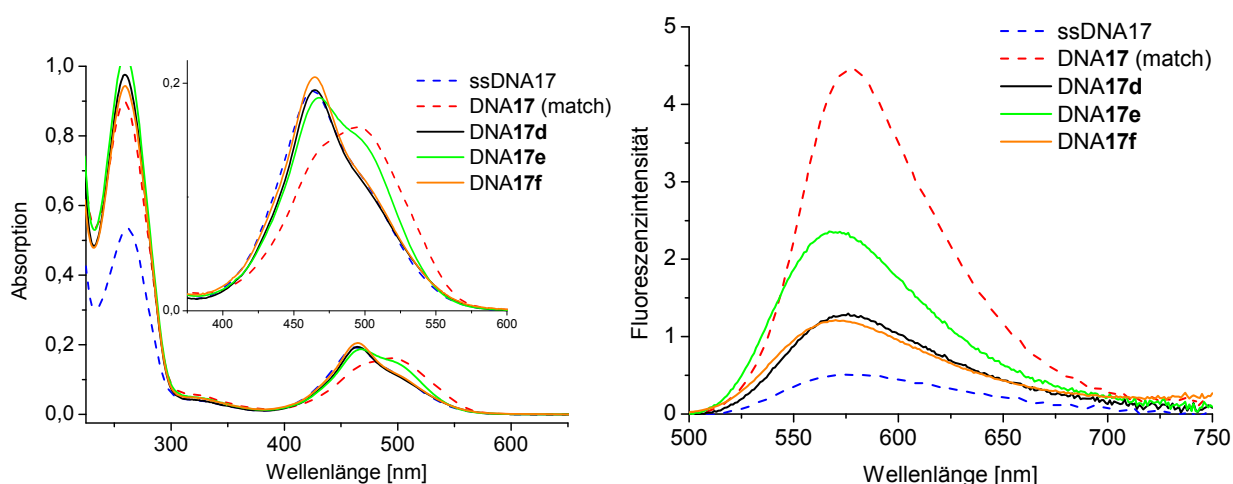 1,0
0,8
0,6
0,4
0,2
0,0
Absorption
300
400
500
600
Wellenlänge [nm]
0,2
0,0
400
450
500
550
600
ssDNA17
DNA17 (match)
DNA17d
DNA17e
DNA17f
5
4
3
2
1
0
Fluoreszenzintensität
500
550
600
650
700
750
Wellenlänge [nm]
ssDNA17
DNA17 (match)
DNA17d
DNA17e
DNA17f